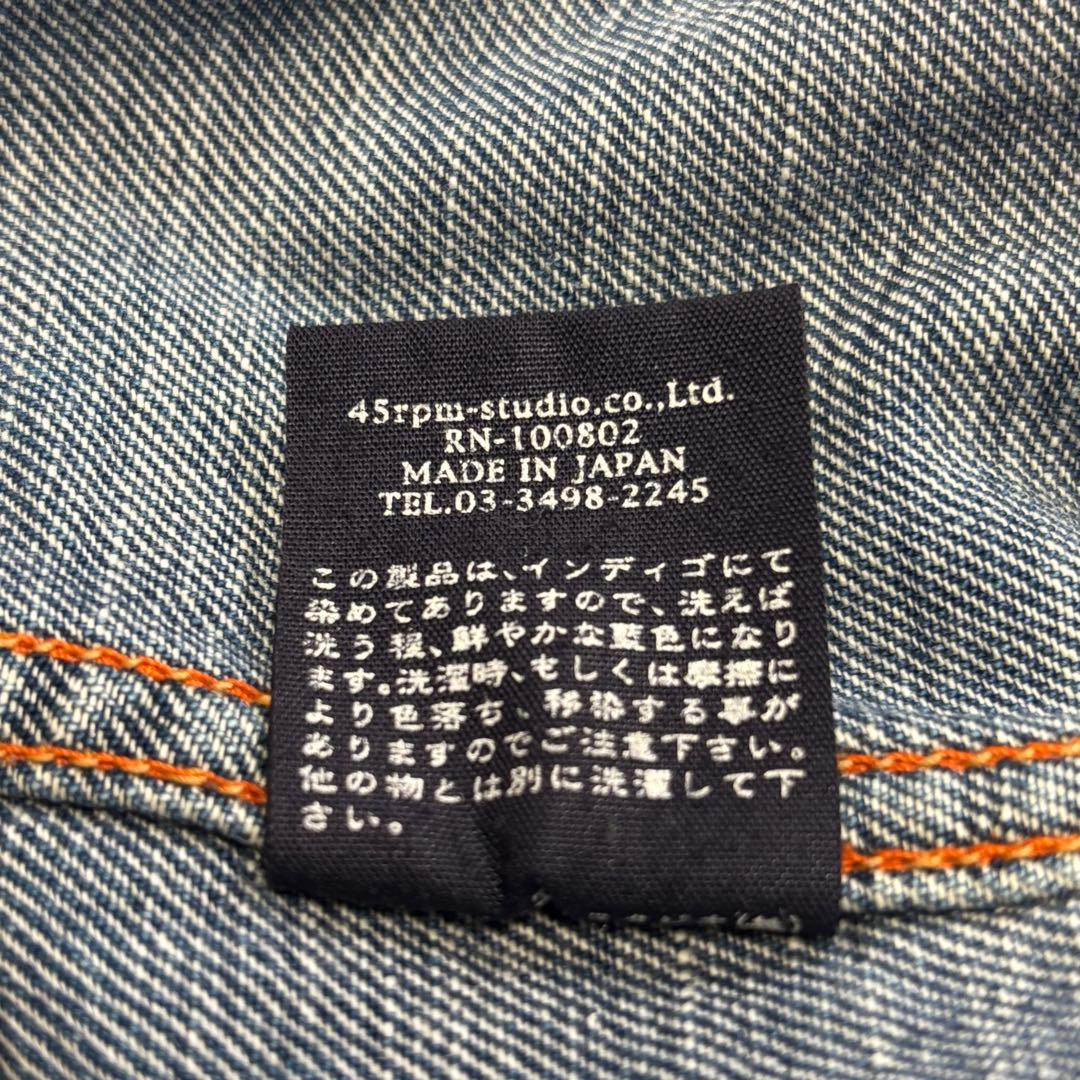 45rpm-studio.co.,Ltd.
RN-100802
MADE IN JAPAN
TEL.03-3498-2245
この製品は、インディゴにて
染めてありますので、洗えば
洗う程、鮮やかな藍色になり
ます。洗濯時、もしくは摩擦に
より色落ち、移染する事が
ありますのでご注意下さい。
他の物とは別に洗濯して下
さい。